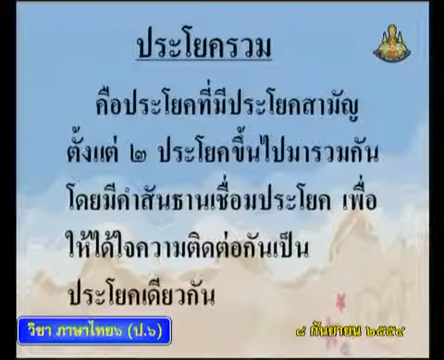 ประโยครวม
คือประโยคที่มีประโยคสามัญ
ตั้งแต่ ๒ ประโยคขึ้นไปมารวมกัน
โดยมีคำสันธานเชื่อมประโยค เพื่อ
ให้ได้ใจความติดต่อกันเป็น
ประโยคเดียวกัน
วิชา ภาษาไทย๖ (ป.๖)
๘ กันยายน ๒๕๕๔